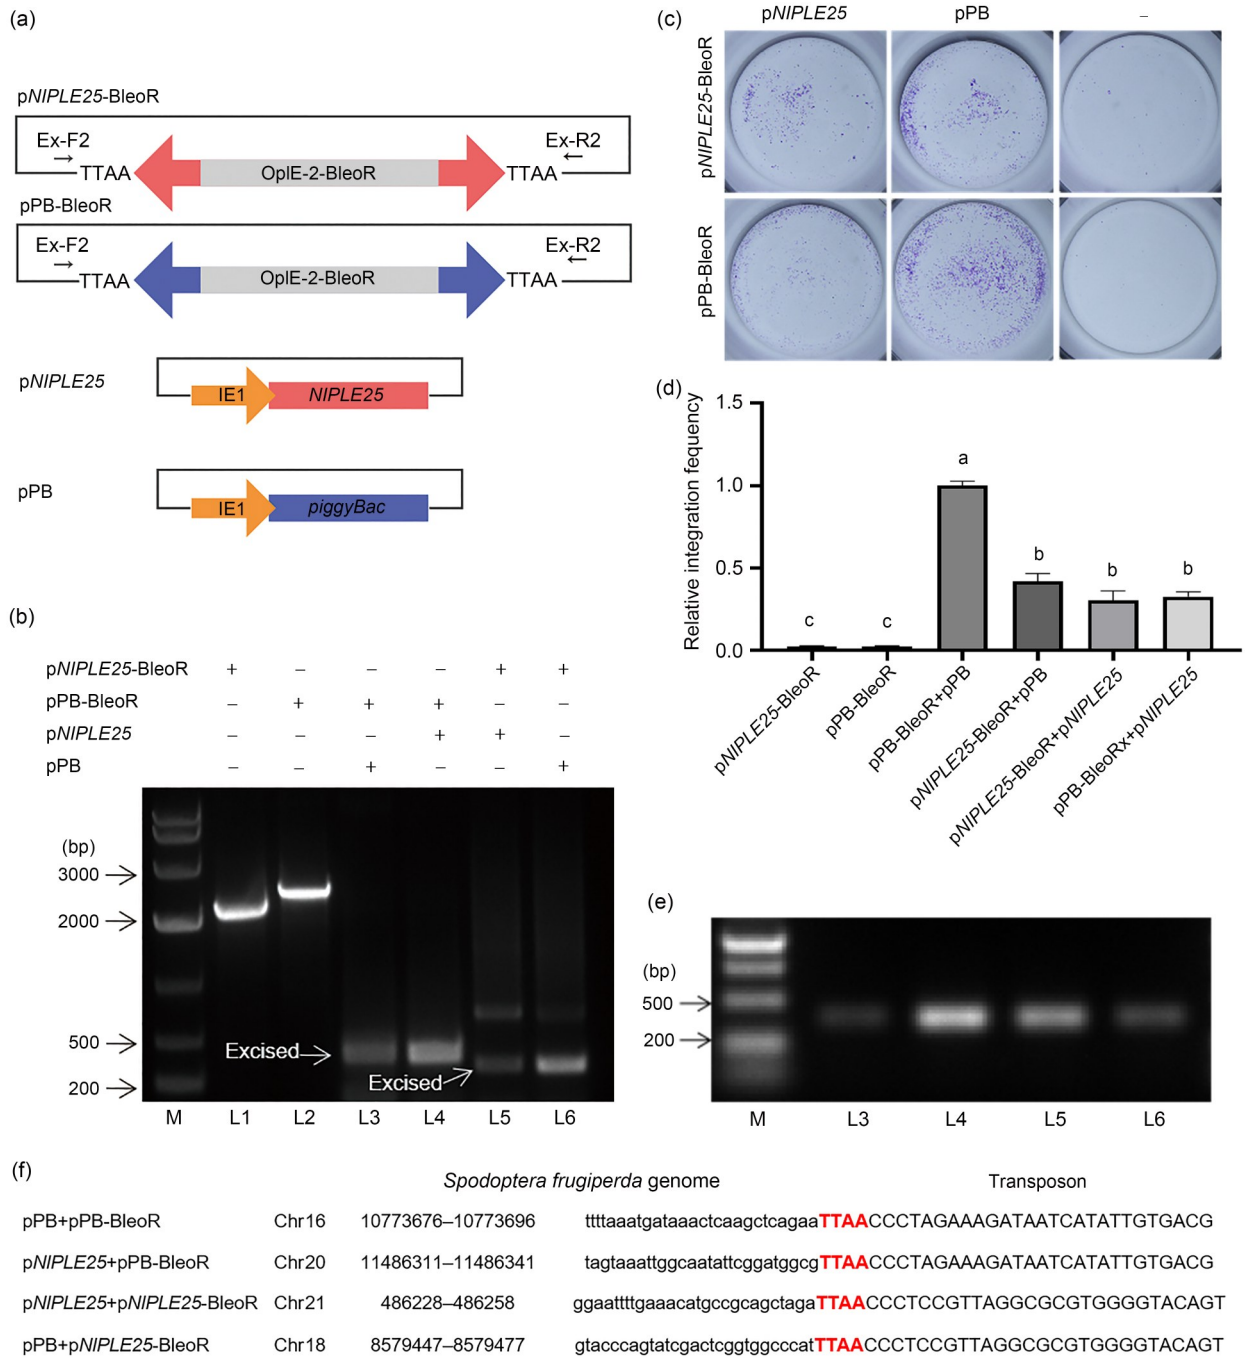 (a)
pNIPLE25-BleoR
Ex-F2
Ex-R2
TTAA
OpIE-2-BleoR
TTAA
pPB-BleoR
Ex-F2
Ex-R2
TTAA
OpIE-2-BleoR
TTAA
pNIPLE25
IE1
NIPLE25
pPB
IE1
piggyBac
(b)
pNIPLE25-BleoR + – – – + +
pPB-BleoR – + + + – –
pNIPLE25 – – – + + –
pPB – – + – – +
(bp)
3000
2000
500
200
Excised
Excised
M L1 L2 L3 L4 L5 L6
(c)
pNIPLE25 pPB –
pNIPLE25-BleoR
pPB-BleoR
(d)
Relative integration fequency
1.5
1.0
0.5
0.0
c c a b b b
pNIPLE25-BleoR
pPB-BleoR
pPB-BleoR+pPB
pNIPLE25-BleoR+pPB
pNIPLE25-BleoR+pNIPLE25
pPB-BleoRx+pNIPLE25
(e)
(bp)
500
200
M L3 L4 L5 L6
(f)
Spodoptera frugiperda genome Transposon
pPB+pPB-BleoR Chr16 10773676–10773696 ttttaaatgataaactcaagctcagaaTTAACCCTAGAAAGATAATCATATTGTGACG
pNIPLE25+pPB-BleoR Chr20 11486311–11486341 tagtaaattggcaatattcggatggcgTTAACCCTAGAAAGATAATCATATTGTGACG
pNIPLE25+pNIPLE25-BleoR Chr21 486228–486258 ggaattttgaaacatgccgcagctagaTTAACCCTCCGTTAGGCGCGTGGGGTACAGT
pPB+pNIPLE25-BleoR Chr18 8579447–8579477 gtacccagtatcgactcggtggcccatTTAACCCTCCGTTAGGCGCGTGGGGTACAGT